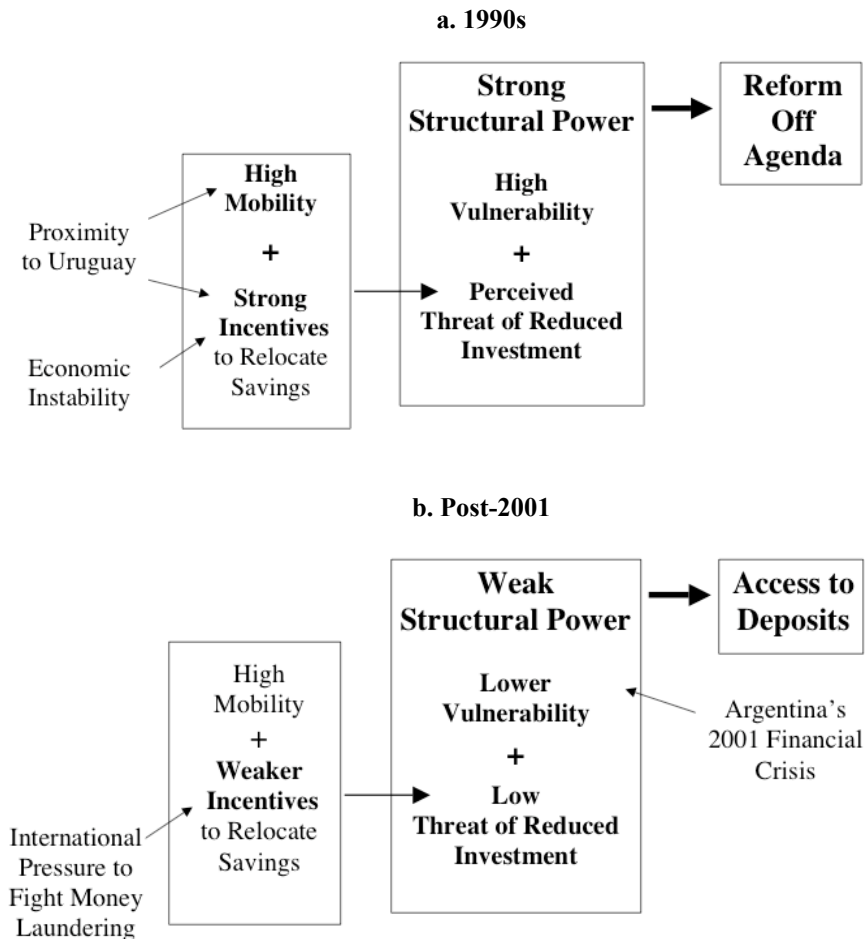 a. 1990s
Strong
Structural Power
Reform
Off
Agenda
High
Mobility
+
Strong
Incentives
to Relocate
Savings
High
Vulnerability
+
Perceived
Threat of Reduced
Investment
Proximity
to Uruguay
Economic
Instability
b. Post-2001
Weak
Structural Power
Access to
Deposits
High
Mobility
+
Weaker
Incentives
to Relocate
Savings
Lower
Vulnerability
+
Low
Threat of Reduced
Investment
Argentina’s
2001 Financial
Crisis
International
Pressure to
Fight Money
Laundering